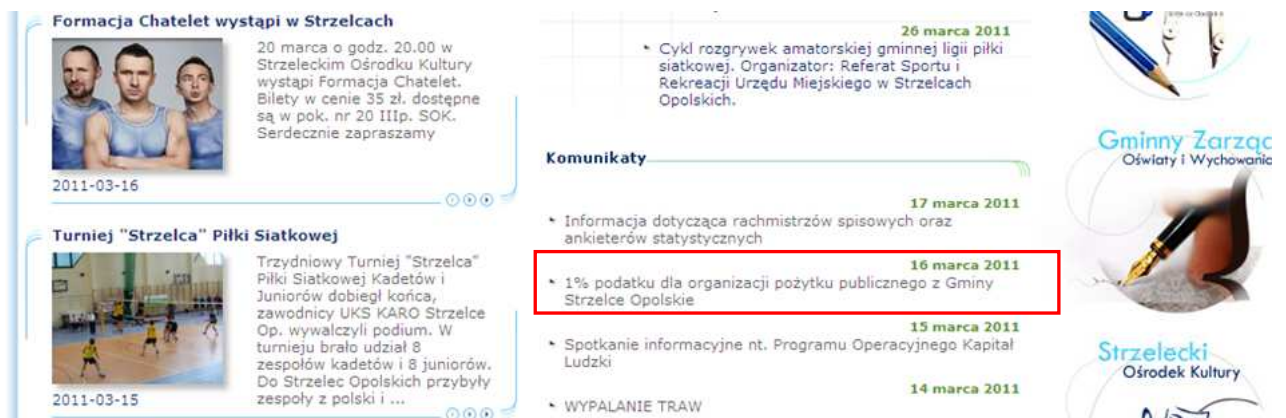 Formacja Chatelet wystąpi w Strzelcach
20 marca o godz. 20.00 w
Strzeleckim Ośrodku Kultury
wystąpi Formacja Chatelet.
Bilety w cenie 35 zł. dostępne
są w pok. nr 20 IIIp. SOK.
Serdecznie zapraszamy
2011-03-16
Turniej "Strzelca" Piłki Siatkowej
Trzydniowy Turniej "Strzelca"
Piłki Siatkowej Kadetów i
Juniorów dobiegł końca,
zawodnicy UKS KARO Strzelce
Op. wywalczyli podium. W
turnieju brało udział 8
zespołów kadetów i 8 juniorów.
Do Strzelec Opolskich przybyły
zespoły z polski i ...
2011-03-15
26 marca 2011
Cykl rozgrywek amatorskiej gminnej ligii piłki
siatkowej. Organizator: Referat Sportu i
Rekreacji Urzędu Miejskiego w Strzelcach
Opolskich.
Komunikaty
17 marca 2011
Informacja dotycząca rachmistrzów spisowych oraz
ankieterów statystycznych
16 marca 2011
1% podatku dla organizacji pożytku publicznego z Gminy
Strzelce Opolskie
15 marca 2011
Spotkanie informacyjne nt. Programu Operacyjnego Kapitał
Ludzki
14 marca 2011
WYPALANIE TRAW
Gminny Zarząd
Oświaty i Wychowania
Strzelecki
Ośrodek Kultury